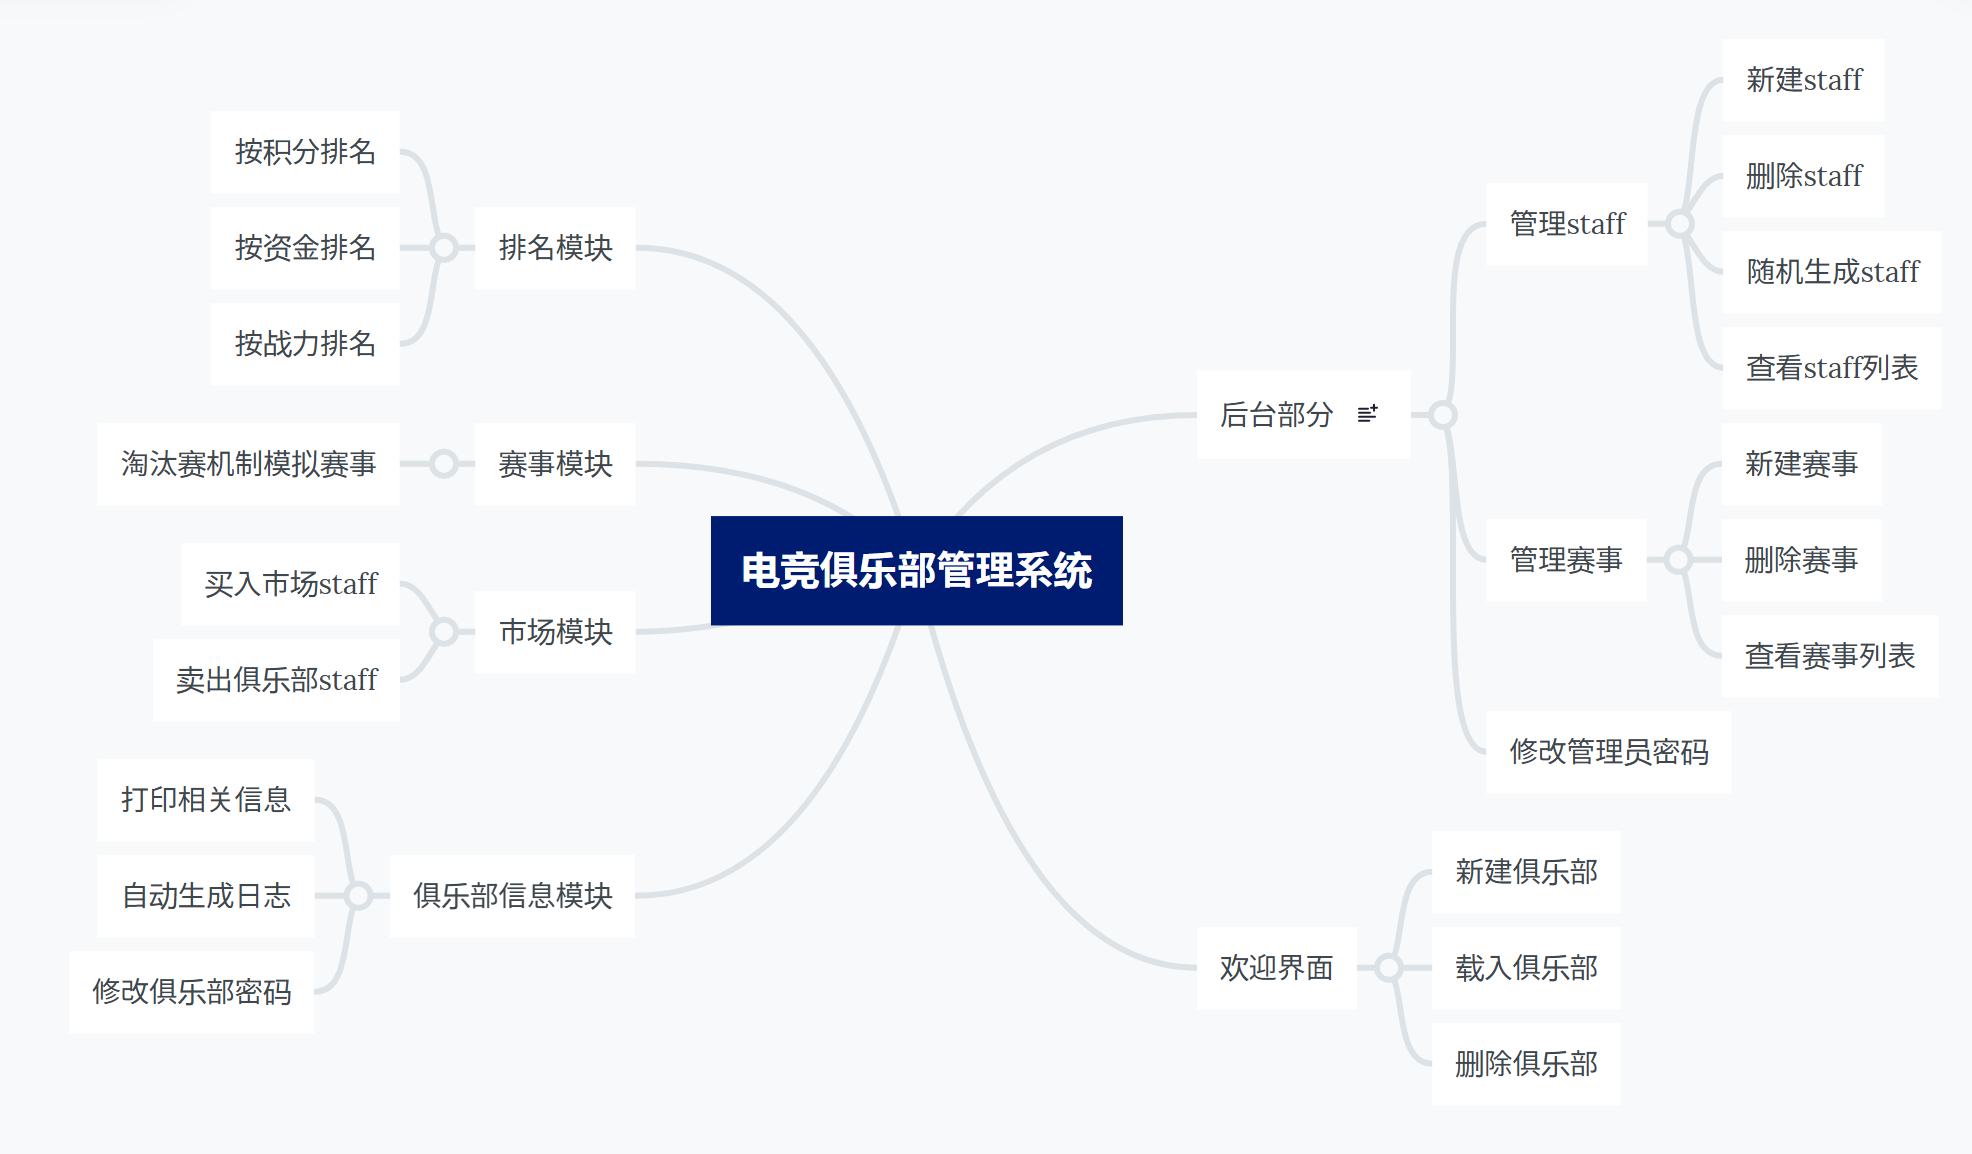 电竞俱乐部管理系统
后台部分
管理staff
新建staff
删除staff
随机生成staff
查看staff列表
管理赛事
新建赛事
删除赛事
查看赛事列表
修改管理员密码
欢迎界面
新建俱乐部
载入俱乐部
删除俱乐部
排名模块
按积分排名
按资金排名
按战力排名
赛事模块
淘汰赛机制模拟赛事
市场模块
买入市场staff
卖出俱乐部staff
俱乐部信息模块
打印相关信息
自动生成日志
修改俱乐部密码